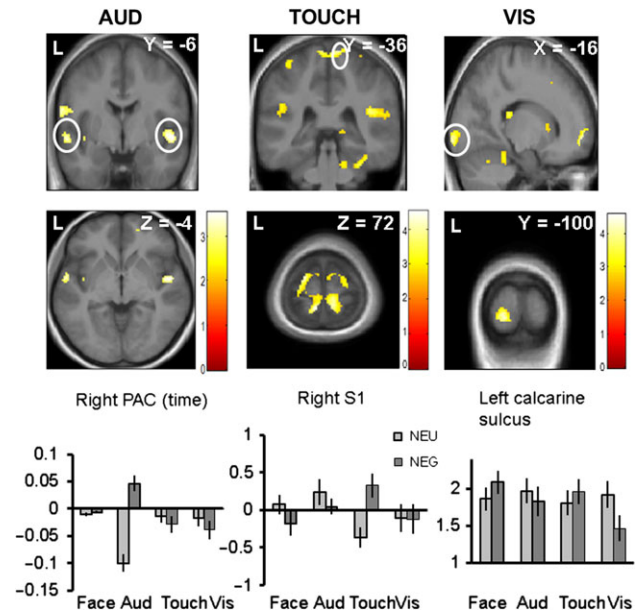 AUD TOUCH VIS
L Y = -6 L Y = -36 L X = -16
L Z = -4 L Z = 72 L Y = -100
3
2
1
0
4
3
2
1
0
4
3
2
1
0
Right PAC (time) Right S1 Left calcarine
sulcus
NEU
NEG
0.1
0.05
0
-0.05
-0.1
-0.15
Face Aud Touch Vis
1
0.5
0
-0.5
-1
Face Aud Touch Vis
2
1.5
1
Face Aud Touch Vis